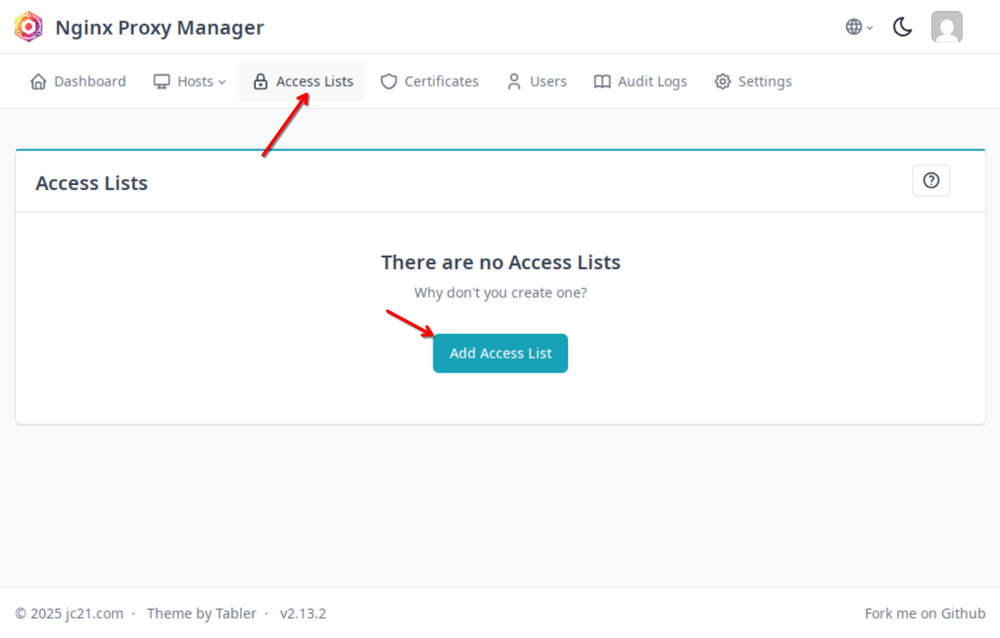 Nginx Proxy Manager
Dashboard Hosts Access Lists Certificates Users Audit Logs Settings
Access Lists
There are no Access Lists
Why don't you create one?
Add Access List
© 2025 jc21.com · Theme by Tabler · v2.13.2 Fork me on Github